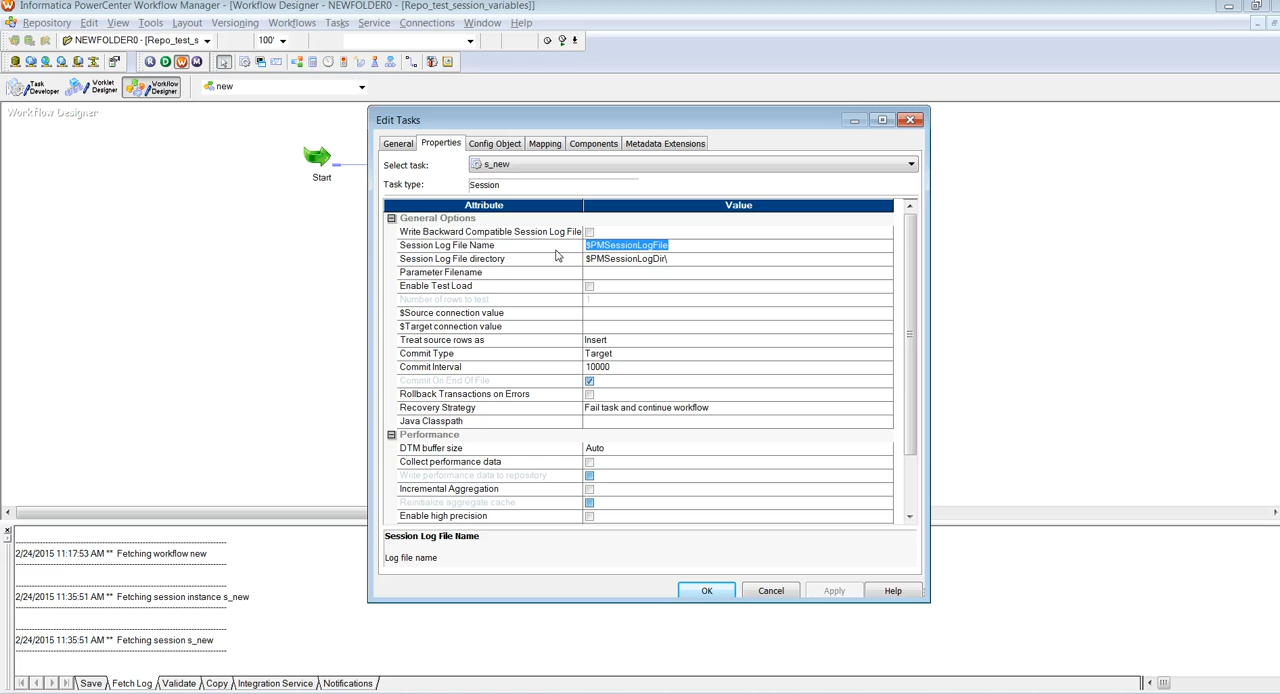 Informatica PowerCenter Workflow Manager - [Workflow Designer - NEWFOLDER0 - [Repo_test_session_variables]]
Repository Edit View Tools Layout Versioning Workflows Tasks Service Connections Window Help
NEWFOLDER0 - [Repo_test_s 100'
R D W M
Task Developer
Worklet Designer
Workflow Designer
new
Workflow Designer
Start
Edit Tasks
General Properties Config Object Mapping Components Metadata Extensions
Select task: s_new
Task type: Session
Attribute Value
General Options
Write Backward Compatible Session Log File
Session Log File Name $PMSessionLogFile
Session Log File directory $PMSessionLogDir\
Parameter Filename
Enable Test Load
Number of rows to test 1
$Source connection value
$Target connection value
Treat source rows as Insert
Commit Type Target
Commit Interval 10000
Commit On End Of File
Rollback Transactions on Errors
Recovery Strategy Fail task and continue workflow
Java Classpath
Performance
DTM buffer size Auto
Collect performance data
Write performance data to repository
Incremental Aggregation
Reinitialize aggregate cache
Enable high precision
Session Log File Name
Log file name
OK Cancel Apply Help
2/24/2015 11:17:53 AM ** Fetching workflow new
2/24/2015 11:35:51 AM ** Fetching session instance s_new
2/24/2015 11:35:51 AM ** Fetching session s_new
Save Fetch Log Validate Copy Integration Service Notifications